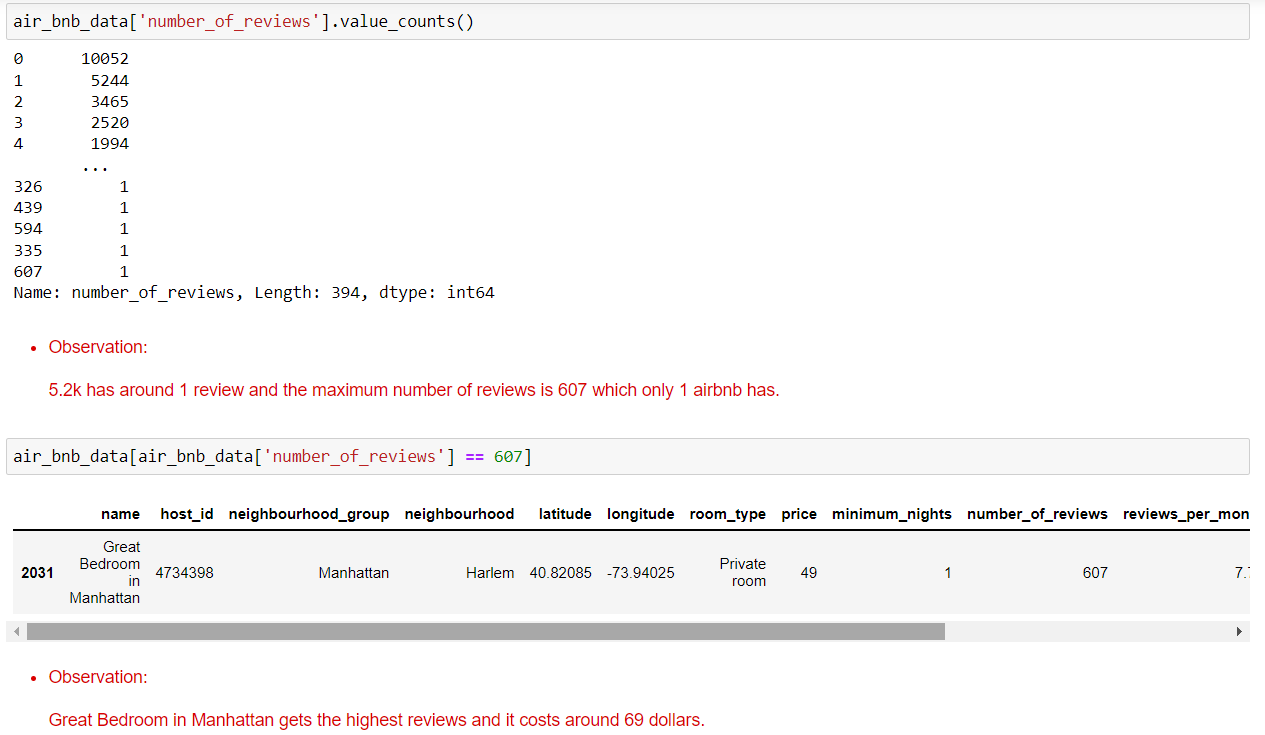 air_bnb_data['number_of_reviews'].value_counts()
0 10052
1 5244
2 3465
3 2520
4 1994
...
326 1
439 1
594 1
335 1
607 1
Name: number_of_reviews, Length: 394, dtype: int64
• Observation:
5.2k has around 1 review and the maximum number of reviews is 607 which only 1 airbnb has.
air_bnb_data[air_bnb_data['number_of_reviews'] == 607]
name host_id neighbourhood_group neighbourhood latitude longitude room_type price minimum_nights number_of_reviews reviews_per_mon
Great
Bedroom
in
Manhattan
2031 4734398 Manhattan Harlem 40.82085 -73.94025 Private room 49 1 607
• Observation:
Great Bedroom in Manhattan gets the highest reviews and it costs around 69 dollars.